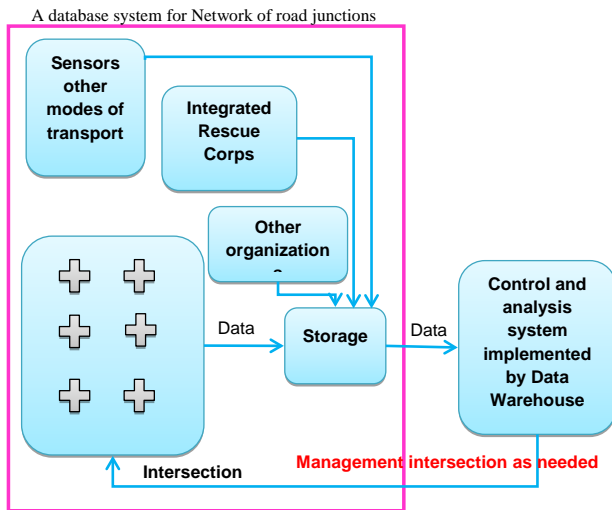 A database system for Network of road junctions
Sensors
other
modes of
transport
Integrated
Rescue
Corps
Other
organization
Data
Storage
Data
Control and
analysis
system
implemented
by Data
Warehouse
Intersection
Management intersection as needed